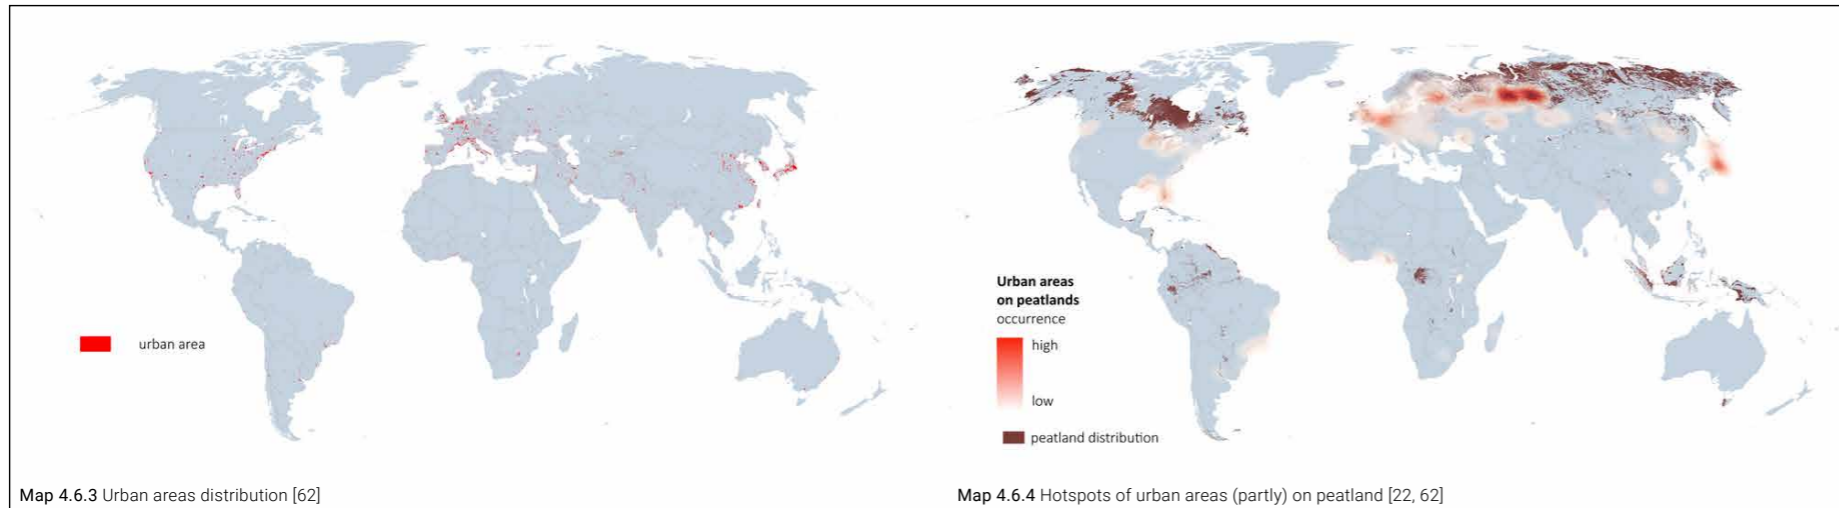 urban area
Map 4.6.3 Urban areas distribution [62]
Urban areas
on peatlands
occurrence
high
low
peatland distribution
Map 4.6.4 Hotspots of urban areas (partly) on peatland [22, 62]